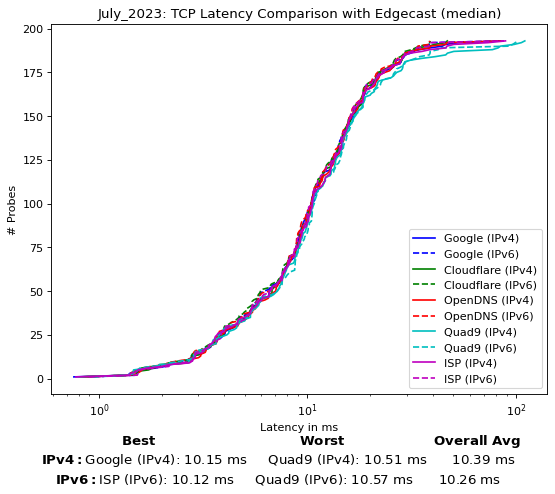 July_2023: TCP Latency Comparison with Edgecast (median)
200
175
150
125
100
75
50
25
0
# Probes
10⁰ 10¹ 10²
Latency in ms
Google (IPv4)
Google (IPv6)
Cloudflare (IPv4)
Cloudflare (IPv6)
OpenDNS (IPv4)
OpenDNS (IPv6)
Quad9 (IPv4)
Quad9 (IPv6)
ISP (IPv4)
ISP (IPv6)
Best Worst Overall Avg
IPv4: Google (IPv4): 10.15 ms Quad9 (IPv4): 10.51 ms 10.39 ms
IPv6: ISP (IPv6): 10.12 ms Quad9 (IPv6): 10.57 ms 10.26 ms